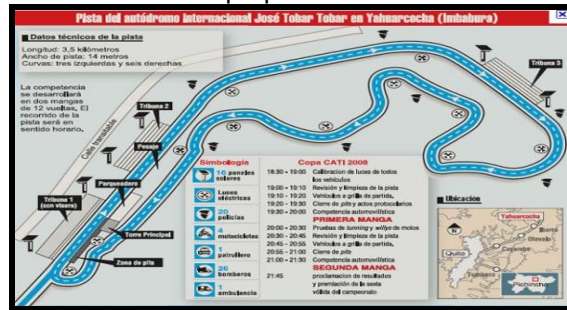 Pista del autódromo internacional José Tobar Tobar en Yahuarcocha (Imbabura)
Datos técnicos de la pista
Longitud: 3,5 kilómetros
Ancho de pista: 14 metros
Curvas: tres izquierdas y seis derechas
La competencia
se desarrollará
en dos mangas
de 12 vueltas. El
recorrido de la
pista será en
sentido horario.
Tribuna 3
Tribuna 2
Calle transitable
Pesaje
Parqueadero
Tribuna 1
(con visera)
Torre Principal
Zona de pits
Simbología
16 paneles
solares
Luces
eléctricas
20
policías
4
motocicletas
1
patrullero
26
bomberos
1
ambulancia
Copa CATI 2008
18:30 - 19:00 Calibracion de luces de todos
los vehículos
19:00 - 19:10 Revisión y limpieza de la pista
19:10 - 19:20 Vehículos a grilla de partida,
19:20 - 19:30 Cierre de pits y actos protocolarios
19:30 - 20:00 Competencia automovilística
PRIMERA MANGA
20:00 - 20:30 Pruebas de tunning y willye de motos
20:30 - 20:45 Revisión y limpieza de la pista
20:45 - 20:55 Vehículos a grilla de partida,
20:55 - 21:00 Cierre de pits
21:00 - 21:30 Competencia automovilística
SEGUNDA MANGA
21:45 proclamacion de resultados
y premiación de la sexta
válida del campeonato
Ubicación
Yahuarcocha
Ibarra
Otavalo
Cayambe
Quito
Tumbaco
Pichincha